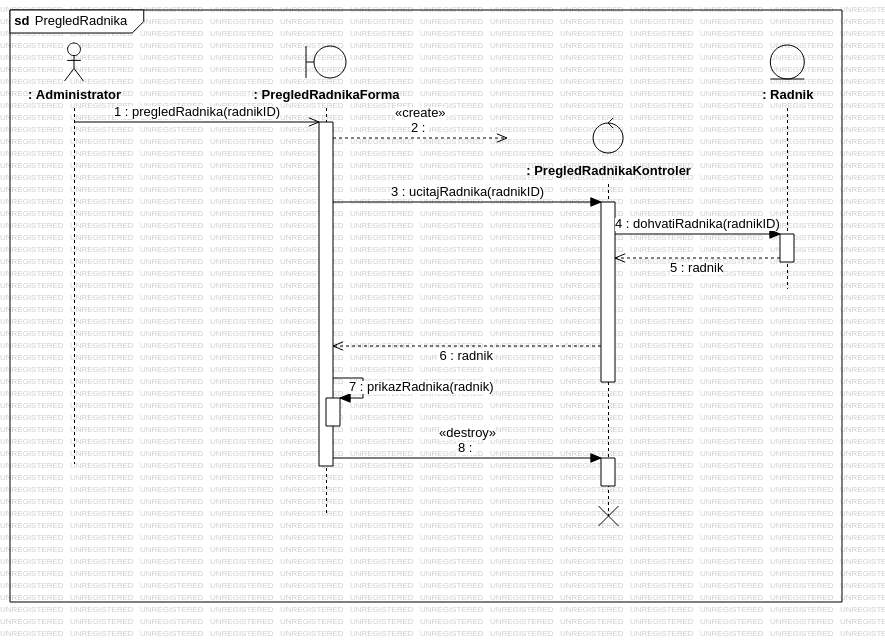 sd PregledRadnika
: Administrator
: PregledRadnikaForma
: Radnik
1 : pregledRadnika(radnikID)
«create»
2 :
: PregledRadnikaKontroler
3 : ucitajRadnika(radnikID)
4 : dohvatiRadnika(radnikID)
5 : radnik
6 : radnik
7 : prikazRadnika(radnik)
«destroy»
8 :
UNREGISTERED